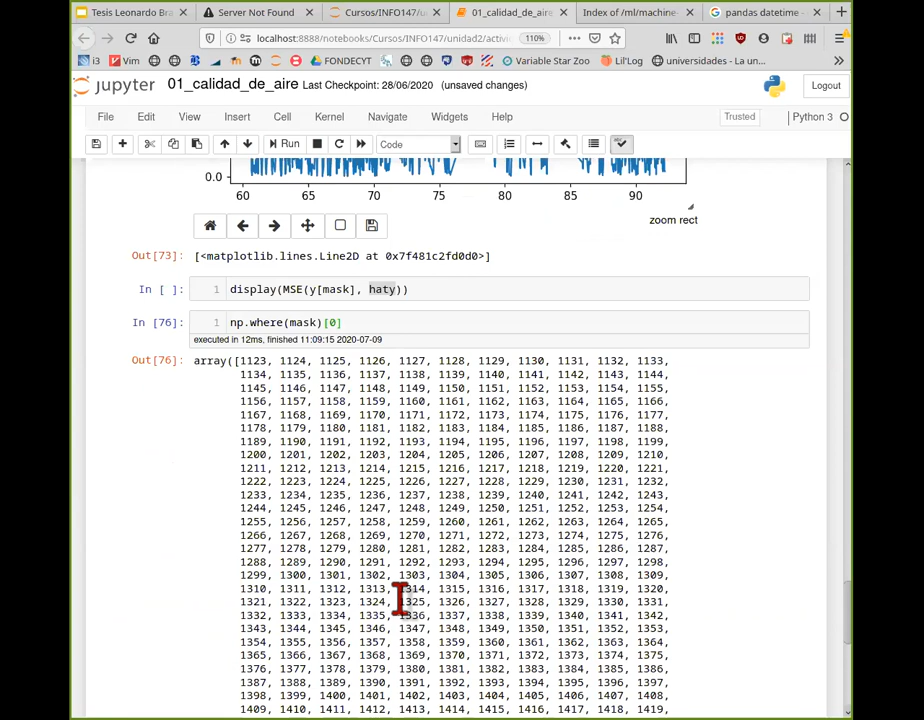 Tesis Leonardo Bra
Server Not Found
Cursos/INFO147/u
01_calidad_de_aire
Index of /ml/machine-
pandas datetime -
localhost:8888/notebooks/Cursos/INFO147/unidad2/activi
110%
i3
Vim
FONDECYT
Variable Star Zoo
Lil'Log
universidades - La un...
jupyter 01_calidad_de_aire Last Checkpoint: 28/06/2020 (unsaved changes)
Logout
File Edit View Insert Cell Kernel Navigate Widgets Help
Trusted
Python 3
Run
Code
0.0
60 65 70 75 80 85 90
zoom rect
Out[73]: [<matplotlib.lines.Line2D at 0x7f481c2fd0d0>]
In [ ]: 1 display(MSE(y[mask], haty))
In [76]: 1 np.where(mask)[0]
executed in 12ms, finished 11:09:15 2020-07-09
Out[76]: array([1123, 1124, 1125, 1126, 1127, 1128, 1129, 1130, 1131, 1132, 1133,
1134, 1135, 1136, 1137, 1138, 1139, 1140, 1141, 1142, 1143, 1144,
1145, 1146, 1147, 1148, 1149, 1150, 1151, 1152, 1153, 1154, 1155,
1156, 1157, 1158, 1159, 1160, 1161, 1162, 1163, 1164, 1165, 1166,
1167, 1168, 1169, 1170, 1171, 1172, 1173, 1174, 1175, 1176, 1177,
1178, 1179, 1180, 1181, 1182, 1183, 1184, 1185, 1186, 1187, 1188,
1189, 1190, 1191, 1192, 1193, 1194, 1195, 1196, 1197, 1198, 1199,
1200, 1201, 1202, 1203, 1204, 1205, 1206, 1207, 1208, 1209, 1210,
1211, 1212, 1213, 1214, 1215, 1216, 1217, 1218, 1219, 1220, 1221,
1222, 1223, 1224, 1225, 1226, 1227, 1228, 1229, 1230, 1231, 1232,
1233, 1234, 1235, 1236, 1237, 1238, 1239, 1240, 1241, 1242, 1243,
1244, 1245, 1246, 1247, 1248, 1249, 1250, 1251, 1252, 1253, 1254,
1255, 1256, 1257, 1258, 1259, 1260, 1261, 1262, 1263, 1264, 1265,
1266, 1267, 1268, 1269, 1270, 1271, 1272, 1273, 1274, 1275, 1276,
1277, 1278, 1279, 1280, 1281, 1282, 1283, 1284, 1285, 1286, 1287,
1288, 1289, 1290, 1291, 1292, 1293, 1294, 1295, 1296, 1297, 1298,
1299, 1300, 1301, 1302, 1303, 1304, 1305, 1306, 1307, 1308, 1309,
1310, 1311, 1312, 1313, 1314, 1315, 1316, 1317, 1318, 1319, 1320,
1321, 1322, 1323, 1324, 1325, 1326, 1327, 1328, 1329, 1330, 1331,
1332, 1333, 1334, 1335, 1336, 1337, 1338, 1339, 1340, 1341, 1342,
1343, 1344, 1345, 1346, 1347, 1348, 1349, 1350, 1351, 1352, 1353,
1354, 1355, 1356, 1357, 1358, 1359, 1360, 1361, 1362, 1363, 1364,
1365, 1366, 1367, 1368, 1369, 1370, 1371, 1372, 1373, 1374, 1375,
1376, 1377, 1378, 1379, 1380, 1381, 1382, 1383, 1384, 1385, 1386,
1387, 1388, 1389, 1390, 1391, 1392, 1393, 1394, 1395, 1396, 1397,
1398, 1399, 1400, 1401, 1402, 1403, 1404, 1405, 1406, 1407, 1408,
1409, 1410, 1411, 1412, 1413, 1414, 1415, 1416, 1417, 1418, 1419,